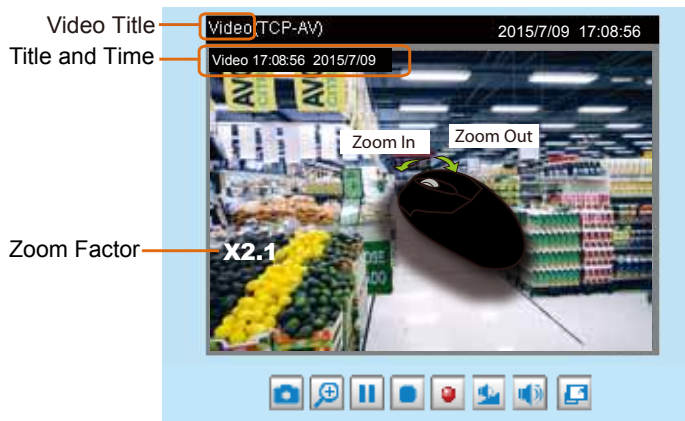 Video Title
Video(TCP-AV)
2015/7/09 17:08:56
Title and Time
Video 17:08:56 2015/7/09
Zoom In
Zoom Out
Zoom Factor
X2.1